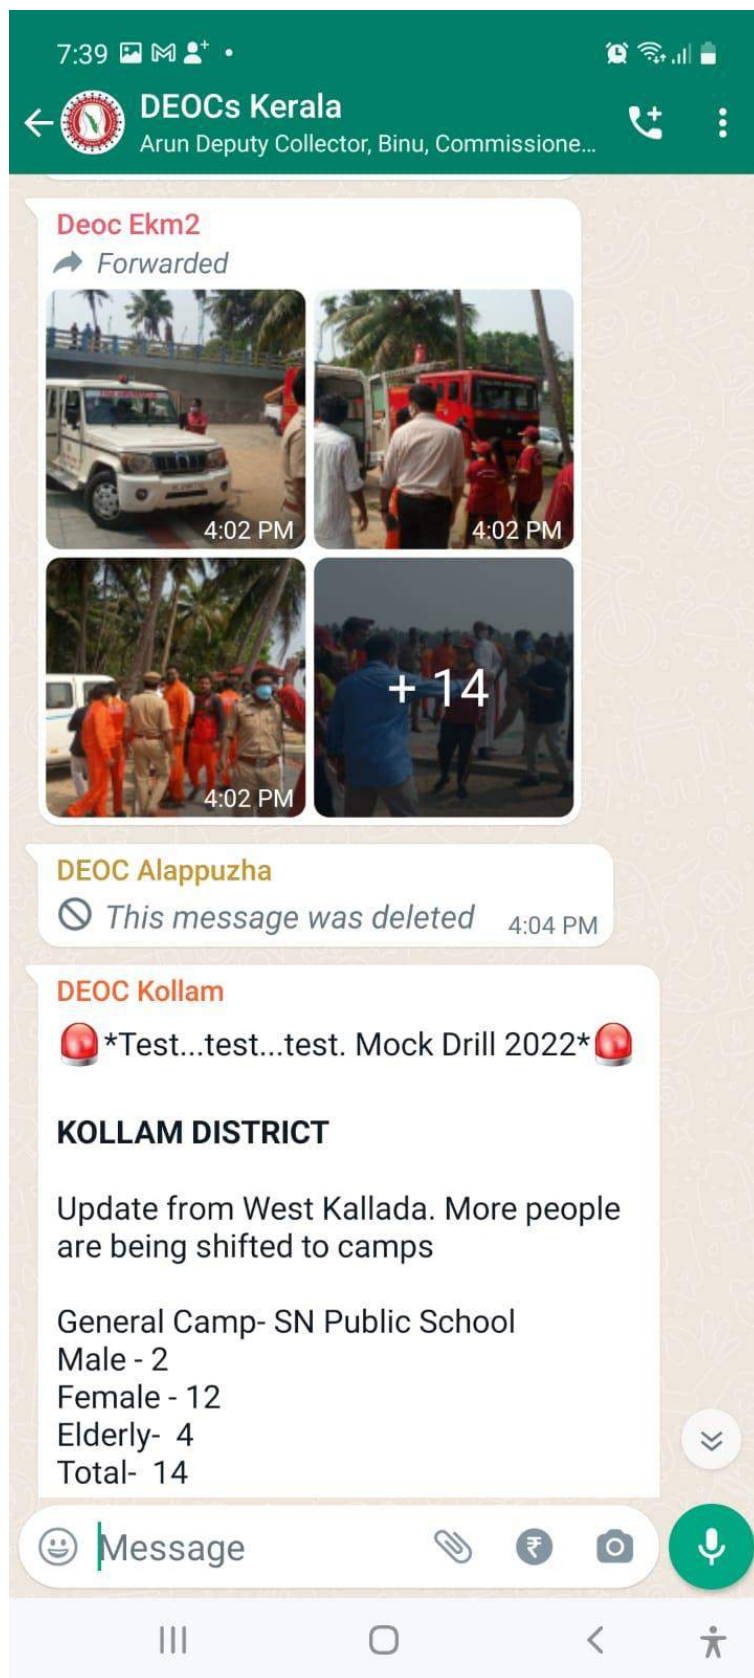 7:39
DEOCs Kerala
Arun Deputy Collector, Binu, Commissione...
Deoc Ekm2
Forwarded
4:02 PM
4:02 PM
4:02 PM
+ 14
DEOC Alappuzha
This message was deleted 4:04 PM
DEOC Kollam
🚨*Test...test...test. Mock Drill 2022*🚨
KOLLAM DISTRICT
Update from West Kallada. More people
are being shifted to camps
General Camp- SN Public School
Male - 2
Female - 12
Elderly- 4
Total- 14
Message